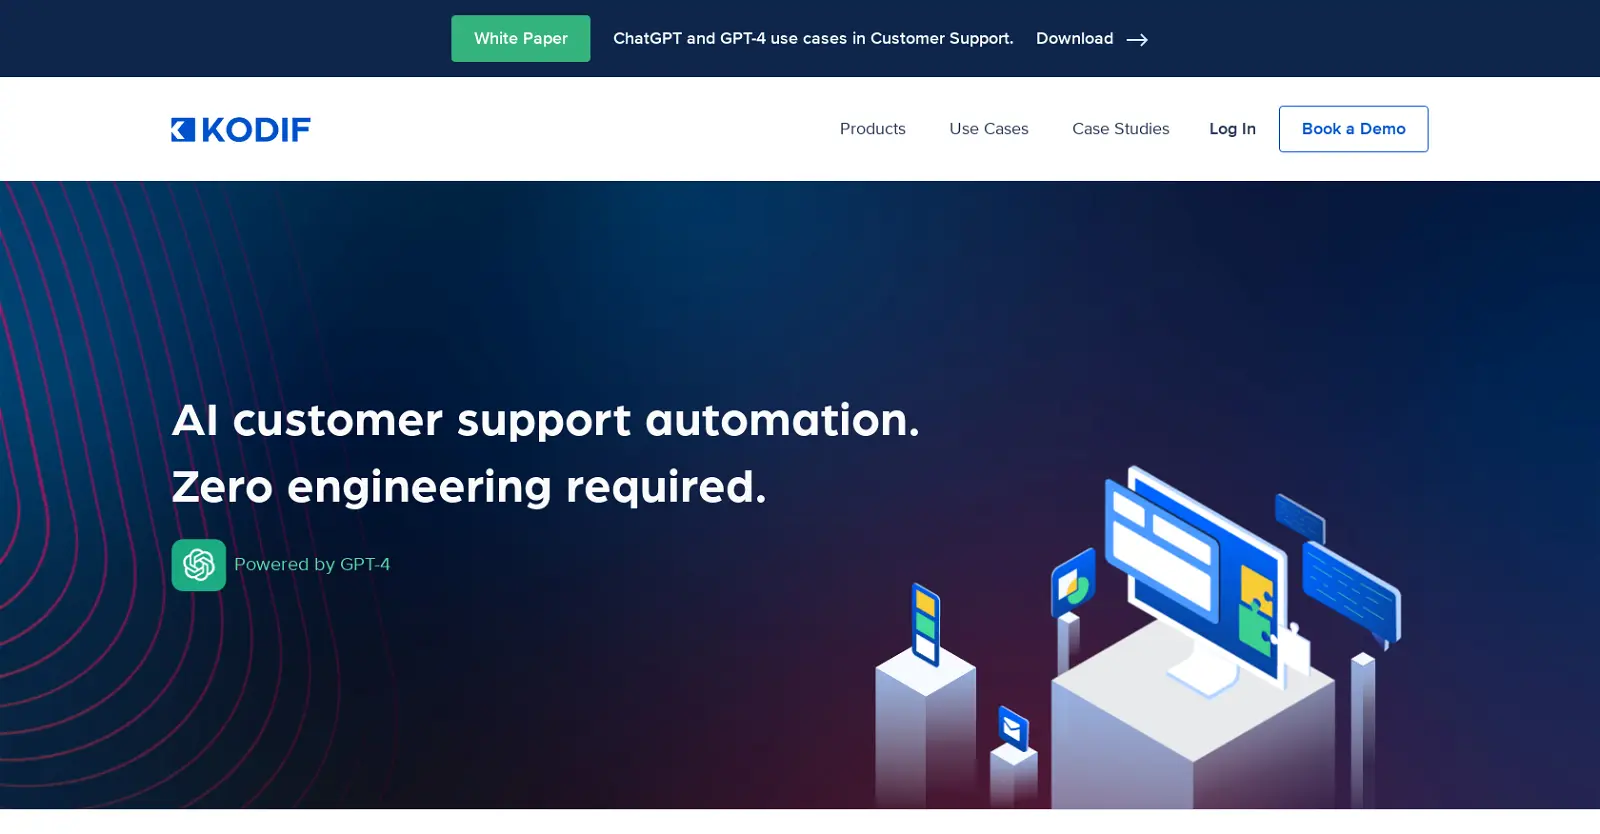 White Paper ChatGPT and GPT-4 use cases in Customer Support. Download
KODIF Products Use Cases Case Studies Log In Book a Demo
AI customer support automation.
Zero engineering required.
Powered by GPT-4